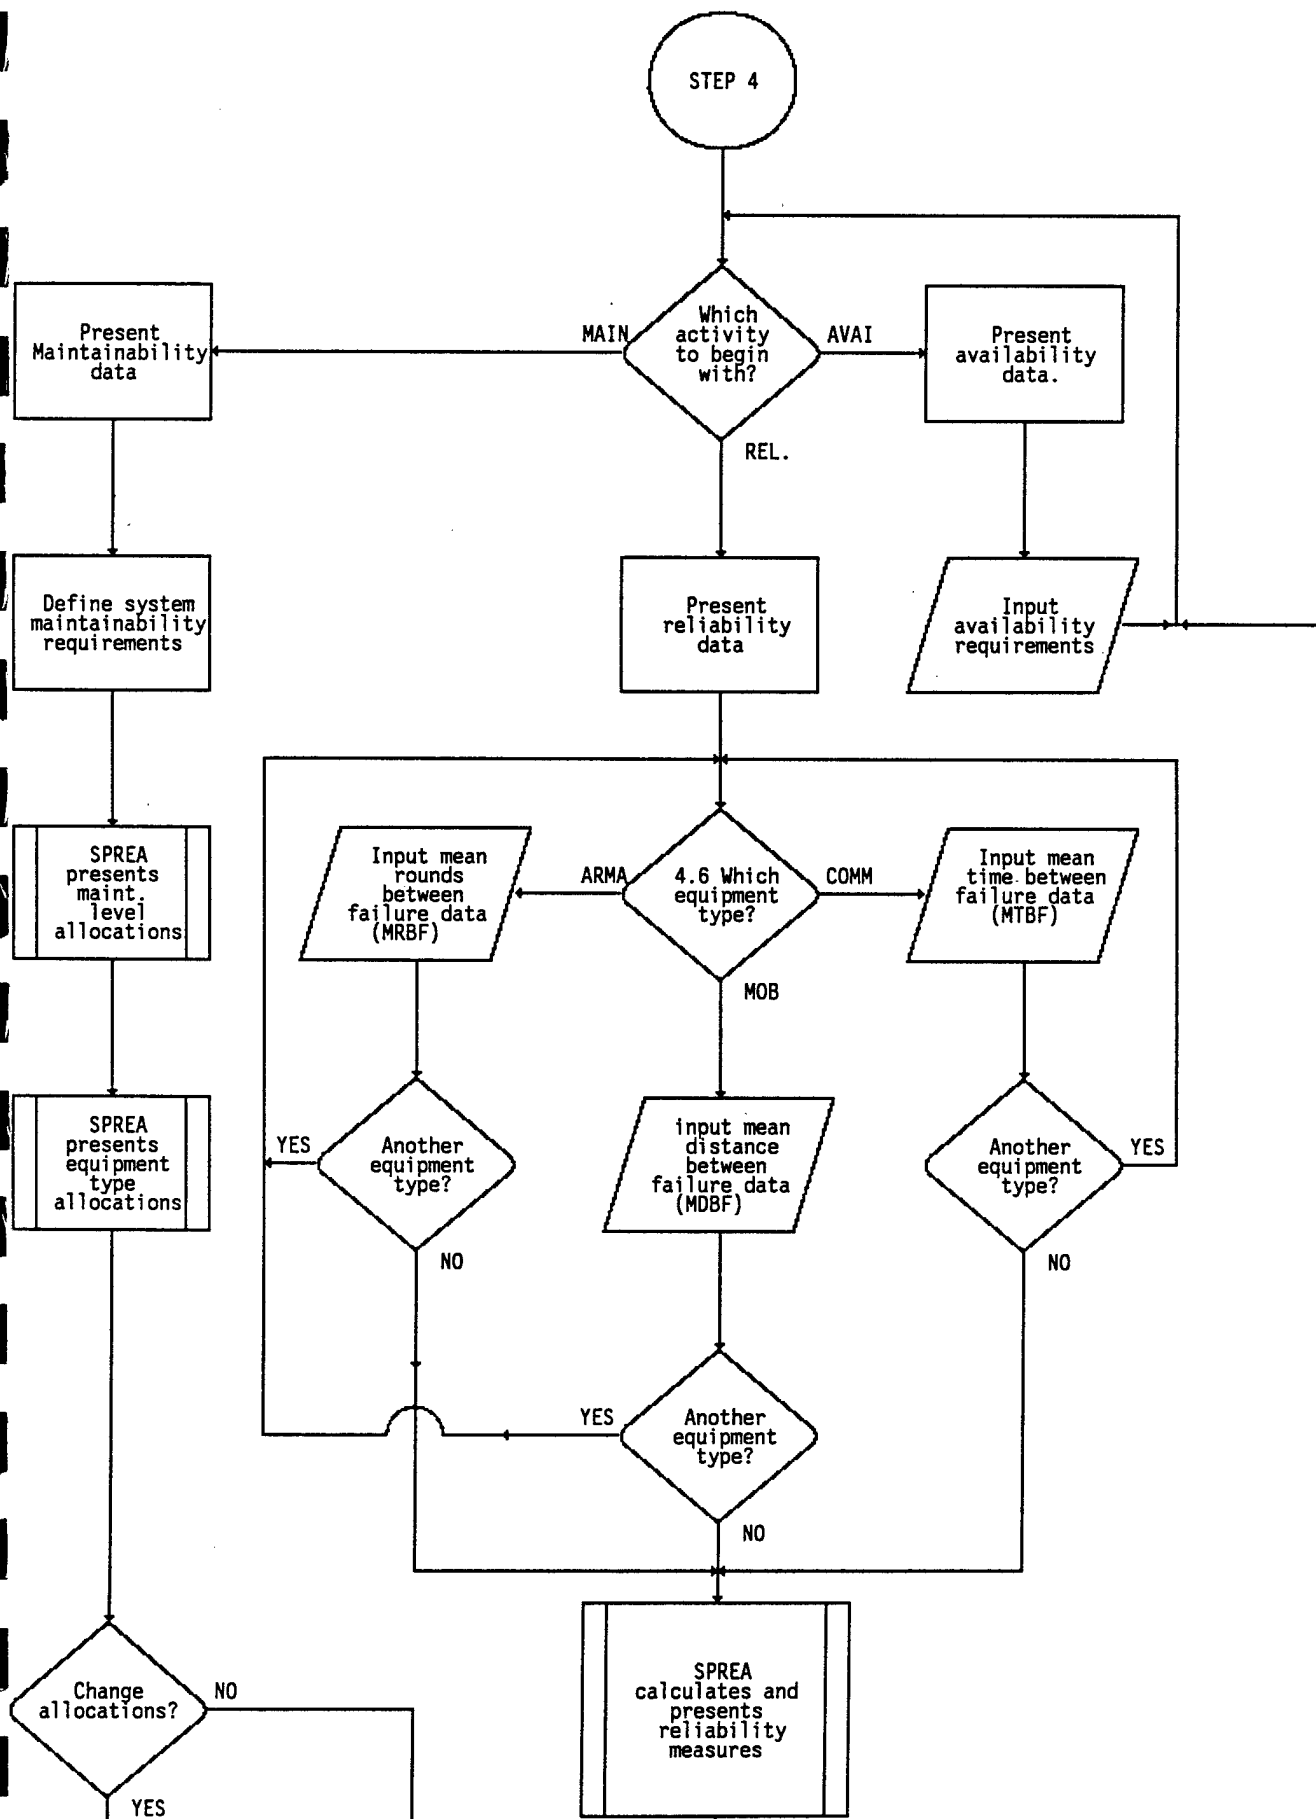 STEP 4
Which
activity
to begin
with?
MAIN
AVAI
REL.
Present
Maintainability
data
Present
availability
data.
Define system
maintainability
requirements
Present
reliability
data
Input
availability
requirements
SPREA
presents
maint.
level
allocations
Input mean
rounds
between
failure data
(MRBF)
ARMA
4.6 Which
equipment
type?
COMM
MOB
Input mean
time between
failure data
(MTBF)
SPREA
presents
equipment
type
allocations
YES
Another
equipment
type?
NO
input mean
distance
between
failure data
(MDBF)
Another
equipment
type?
YES
NO
YES
Another
equipment
type?
NO
Change
allocations?
NO
YES
SPREA
calculates and
presents
reliability
measures